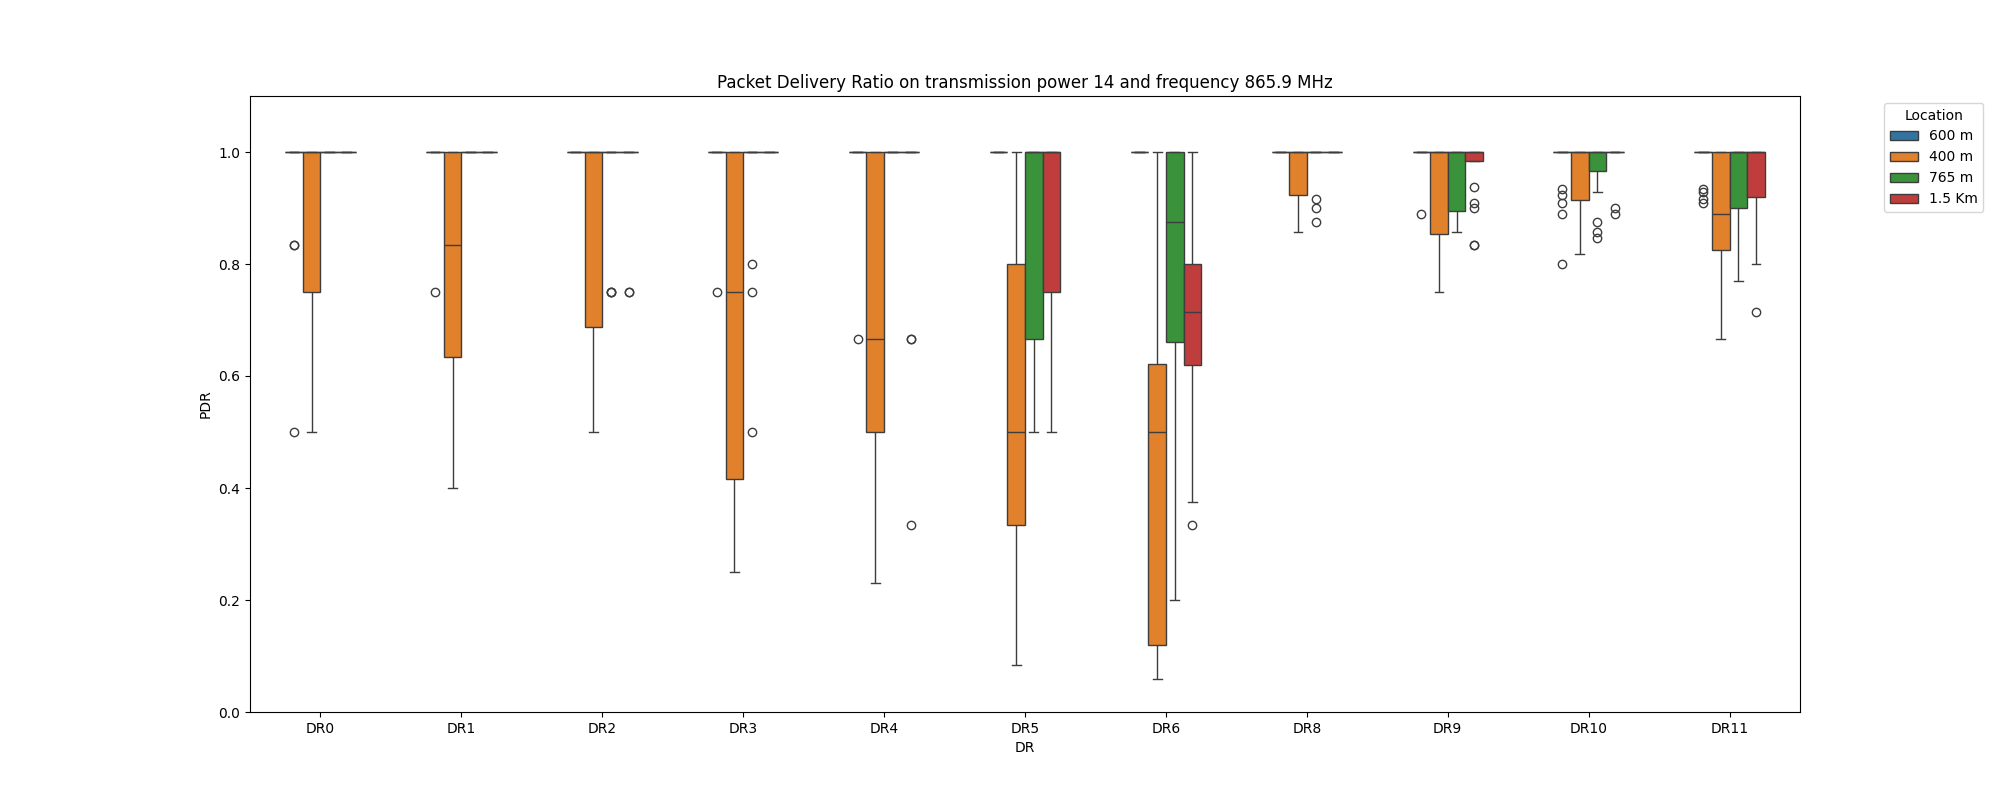 Packet Delivery Ratio on transmission power 14 and frequency 865.9 MHz
Location
600 m
400 m
765 m
1.5 Km
1.0
0.8
0.6
0.4
0.2
0.0
PDR
DR0 DR1 DR2 DR3 DR4 DR5 DR6 DR8 DR9 DR10 DR11
DR